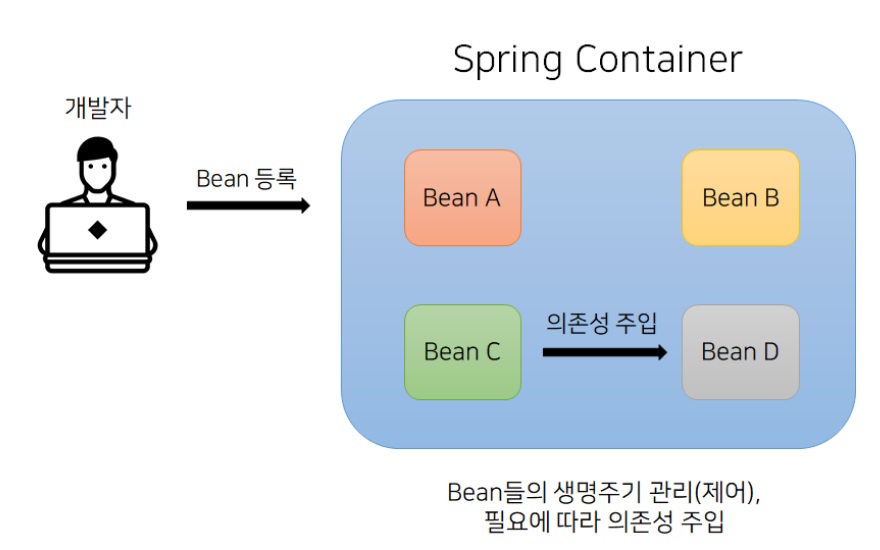 Spring Container
개발자
Bean 등록
Bean A
Bean B
의존성 주입
Bean C
Bean D
Bean들의 생명주기 관리(제어),
필요에 따라 의존성 주입